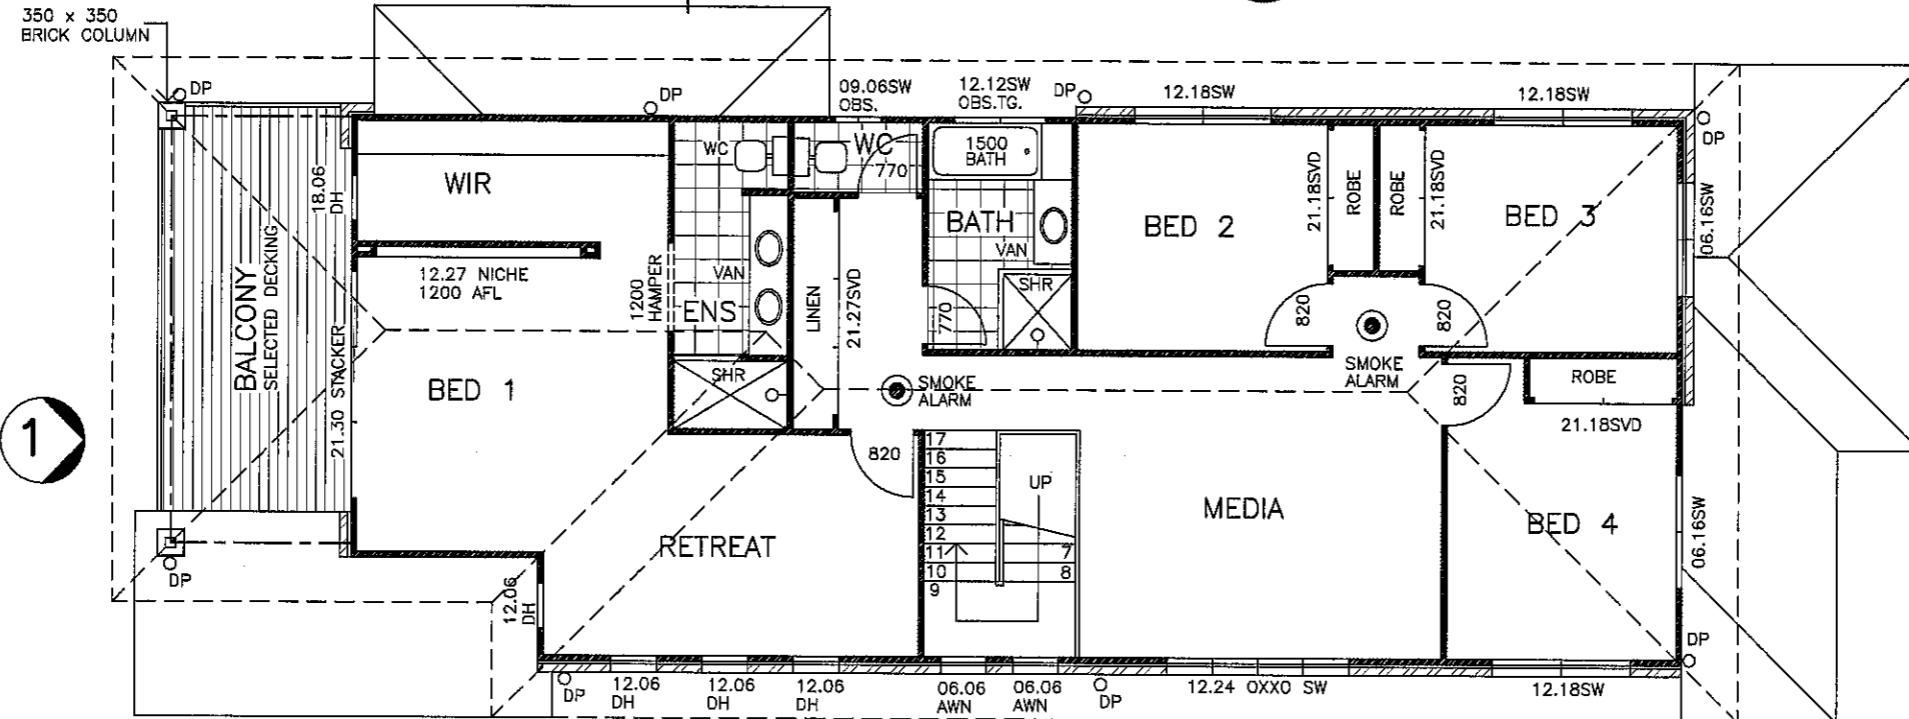 350 x 350
BRICK COLUMN
DP
DP
09.06SW
OBS.
12.12SW
OBS.TG.
DP
12.18SW
12.18SW
DP
WC
WC
770
1500
BATH
18.06
DH
WIR
21.18SVD
ROBE
ROBE
21.18SVD
06.16SW
BED 2
BED 3
BATH
VAN
BALCONY
SELECTED DECKING
12.27 NICHE
1200 AFL
1200
HAMPER
VAN
ENS
LINEN
21.27SVD
770
SHR
820
820
SMOKE
ALARM
21.30 STACKER
BED 1
SHR
SMOKE
ALARM
820
ROBE
21.18SVD
1
820
17
16
15
14
13
12
11
10
9
UP
7
8
MEDIA
BED 4
06.16SW
RETREAT
DP
12.06
DH
DP
DP
12.06
DH
12.06
DH
12.06
DH
06.06
AWN
06.06
AWN
DP
12.24 OXXO SW
12.18SW